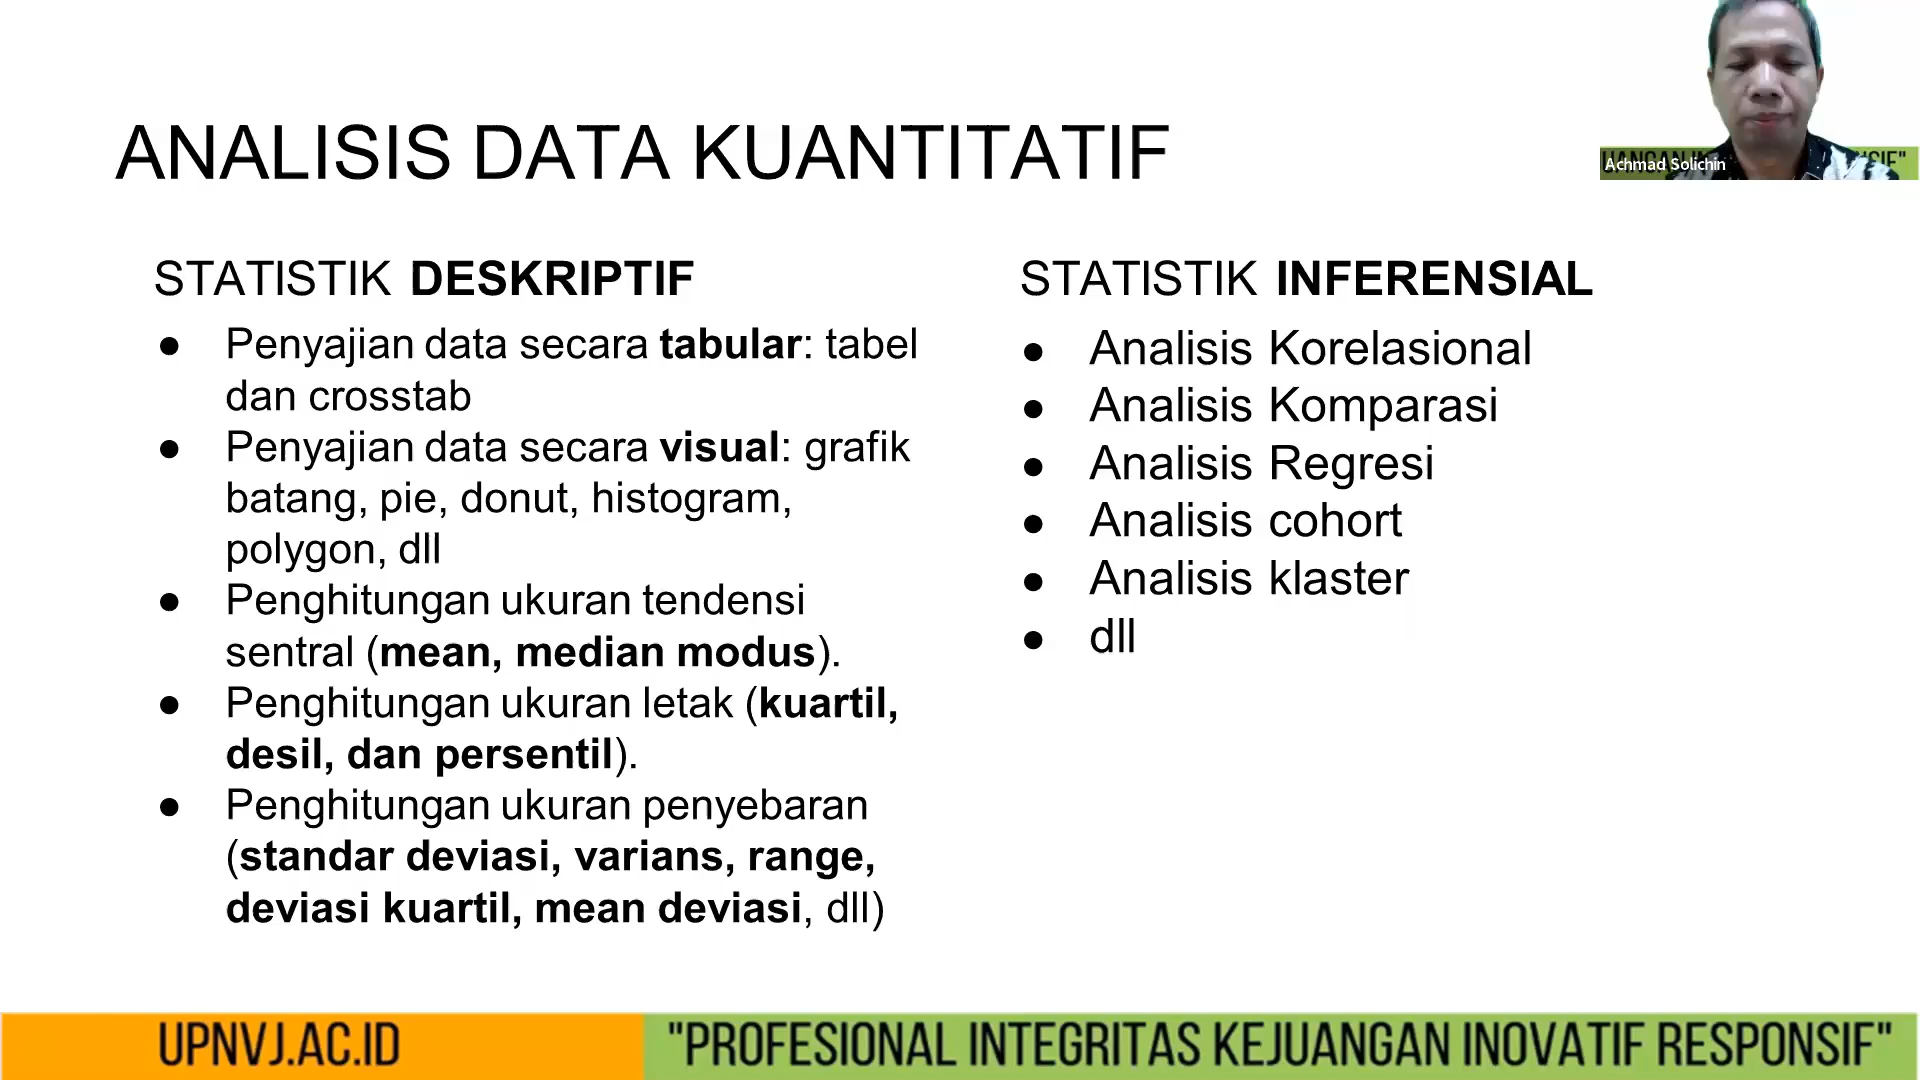 ANALISIS DATA KUANTITATIF
STATISTIK DESKRIPTIF
● Penyajian data secara tabular: tabel
dan crosstab
● Penyajian data secara visual: grafik
batang, pie, donut, histogram,
polygon, dll
● Penghitungan ukuran tendensi
sentral (mean, median modus).
● Penghitungan ukuran letak (kuartil,
desil, dan persentil).
● Penghitungan ukuran penyebaran
(standar deviasi, varians, range,
deviasi kuartil, mean deviasi, dll)
STATISTIK INFERENSIAL
● Analisis Korelasional
● Analisis Komparasi
● Analisis Regresi
● Analisis cohort
● Analisis klaster
● dll
Achmad Solichin
UPNVJ.AC.ID
"PROFESIONAL INTEGRITAS KEJUANGAN INOVATIF RESPONSIF"